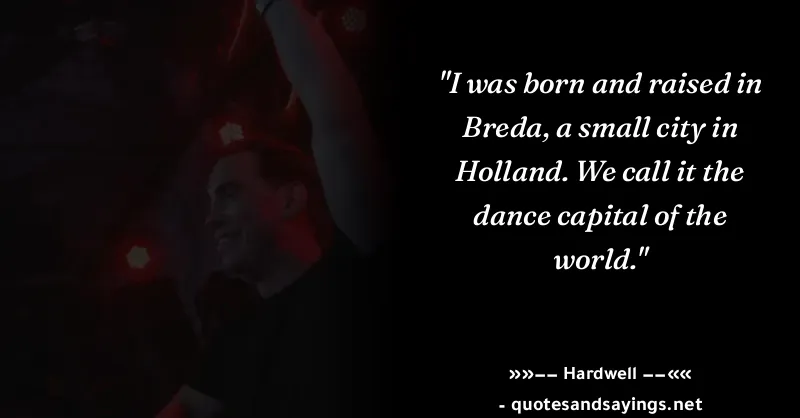 "I was born and raised in
Breda, a small city in
Holland. We call it the
dance capital of the
world."
»»−− Hardwell −−««
- quotesandsayings.net